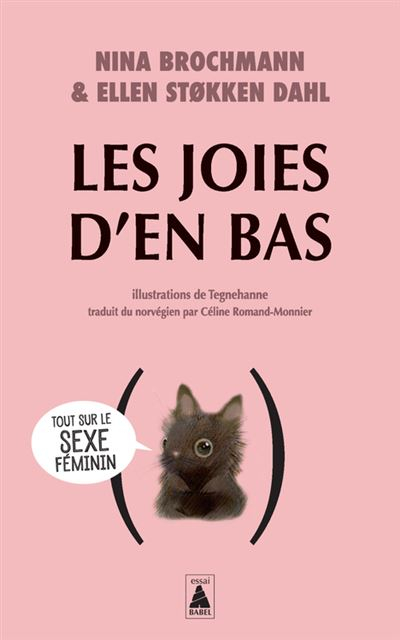 NINA BROCHMANN
& ELLEN STØKKEN DAHL
LES JOIES
D'EN BAS
illustrations de Tegnehanne
traduit du norvégien par Céline Romand-Monnier
TOUT SUR LE
SEXE
FÉMININ
essai
BABEL